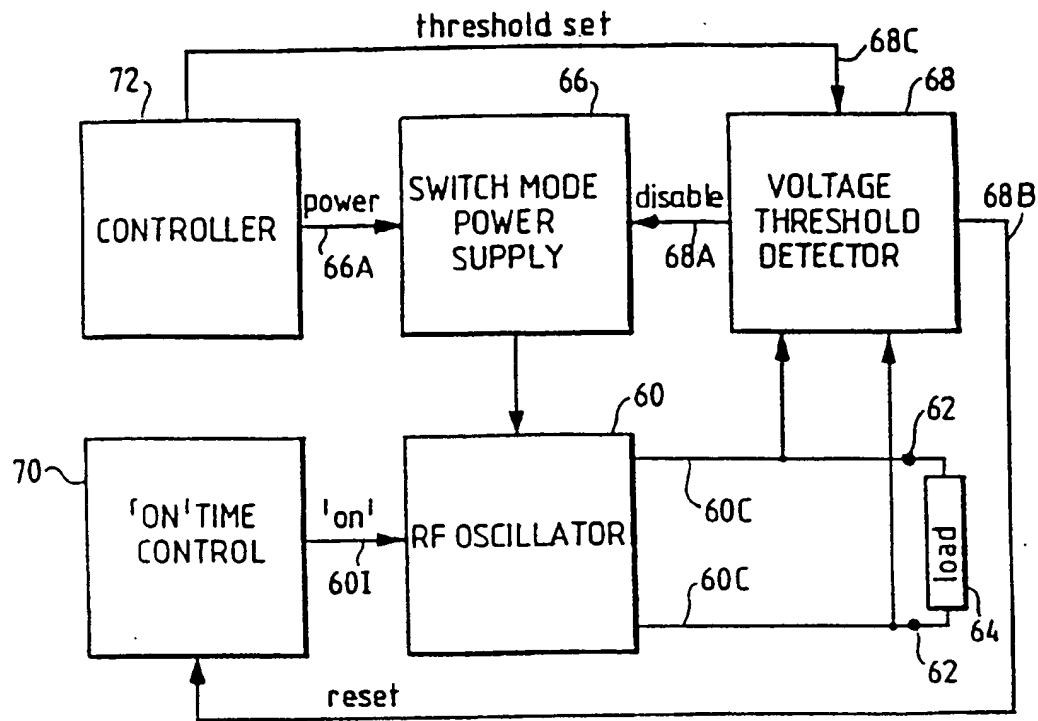 threshold set
68C
72
66
68
CONTROLLER
power
66A
SWITCH MODE
POWER
SUPPLY
disable
68A
VOLTAGE
THRESHOLD
DETECTOR
68B
60
62
70
'ON' TIME
CONTROL
'on'
60I
RF OSCILLATOR
60C
60C
load
64
62
reset